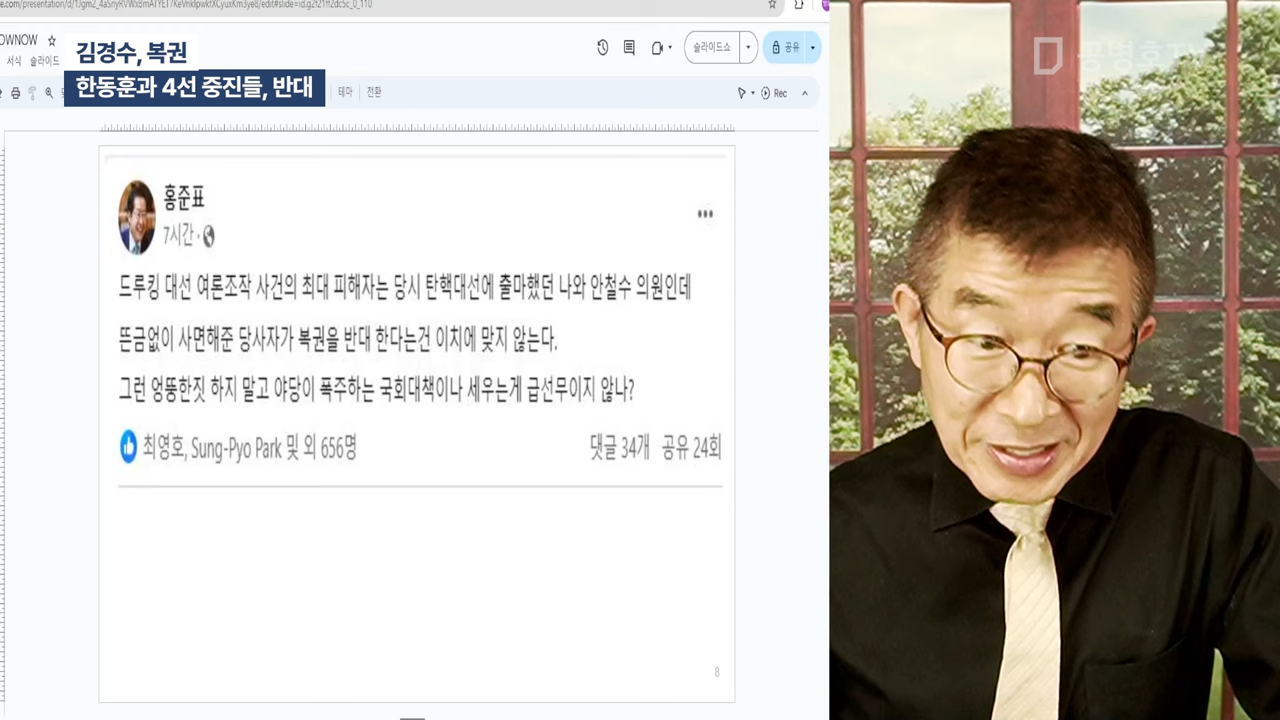 OWNOW
서식 슬라이드
김경수, 복권
한동훈과 4선 중진들, 반대
테마 전환
슬라이드쇼
공유
Rec
공병호TV
홍준표
7시간
드루킹 대선 여론조작 사건의 최대 피해자는 당시 탄핵대선에 출마했던 나와 안철수 의원인데
뜬금없이 사면해준 당사자가 복권을 반대 한다는건 이치에 맞지 않는다.
그런 엉뚱한짓 하지 말고 야당이 폭주하는 국회대책이나 세우는게 급선무이지 않나?
최영호, Sung-Pyo Park 및 외 656명
댓글 34개 공유 24회
8